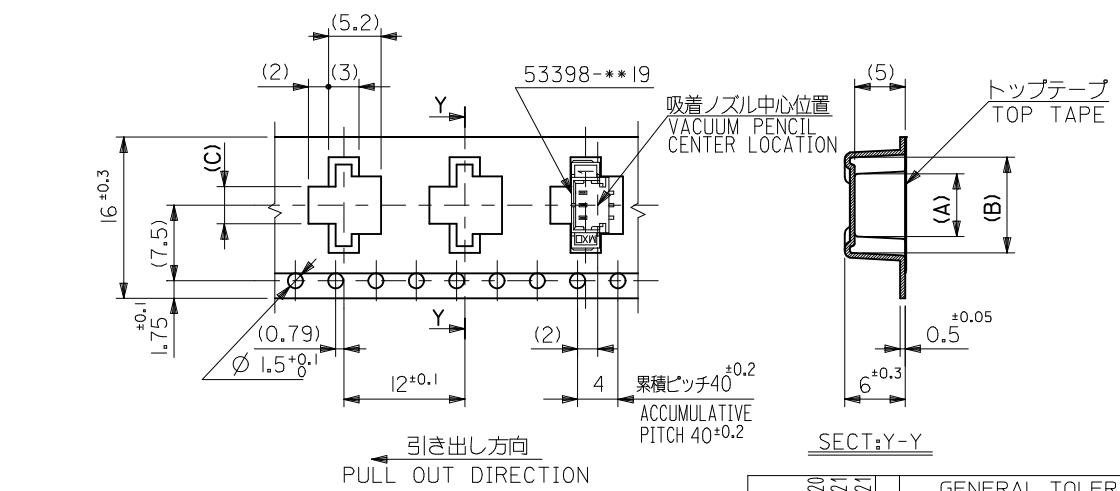 (5.2)
(2)
(3)
(5)
53398-**19
Y
吸着ノズル中心位置
VACUUM PENCIL
CENTER LOCATION
トップテープ
TOP TAPE
(C)
16±0.3
(7.5)
1.75±0.1
(A)
(B)
MXJ
Y
(0.79)
(2)
0.5±0.05
Ø 1.5+0.1 0
12±0.1
4
累積ピッチ40±0.2
ACCUMULATIVE
PITCH 40±0.2
6±0.3
引き出し方向
PULL OUT DIRECTION
SECT:Y-Y
20
21
21
GENERAL TOLER